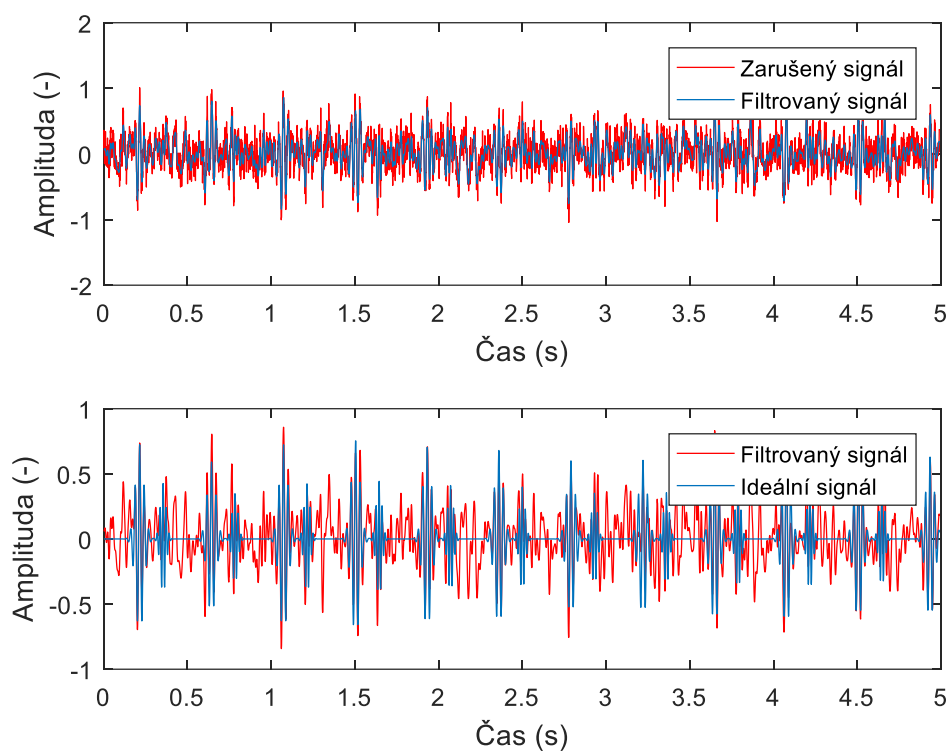 2
1
0
-1
-2
Amplituda (-)
Zarušený signál
Filtrovaný signál
0 0.5 1 1.5 2 2.5 3 3.5 4 4.5 5
Čas (s)
1
0.5
0
-0.5
-1
Amplituda (-)
Filtrovaný signál
Ideální signál
0 0.5 1 1.5 2 2.5 3 3.5 4 4.5 5
Čas (s)